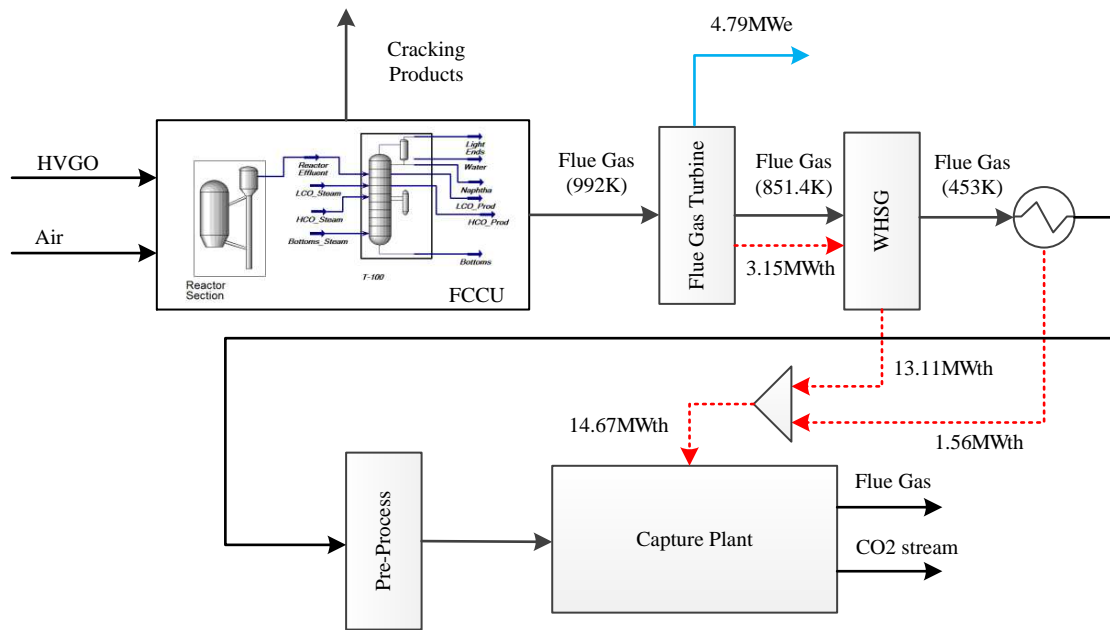 4.79MWe
Cracking
Products
HVGO
Air
Reactor
Section
Reactor
Effluent
LCO_Steam
HCO_Steam
Bottoms_Steam
T-100
Light
Ends
Water
Naphtha
LCO_Prod
HCO_Prod
Bottoms
FCCU
Flue Gas
(992K)
Flue Gas Turbine
Flue Gas
(851.4K)
3.15MWth
WHSG
Flue Gas
(453K)
13.11MWth
14.67MWth
1.56MWth
Pre-Process
Capture Plant
Flue Gas
CO2 stream